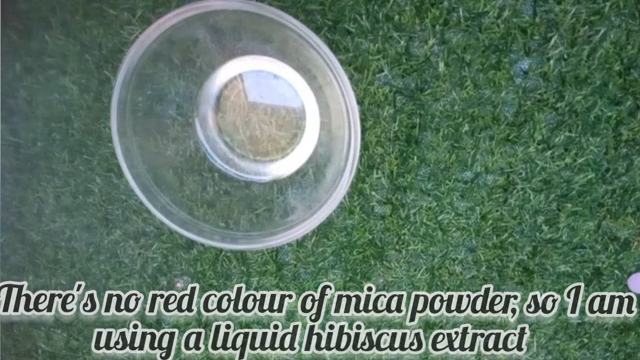 There's no red colour of mica powder, so I am
using a liquid hibiscus extract